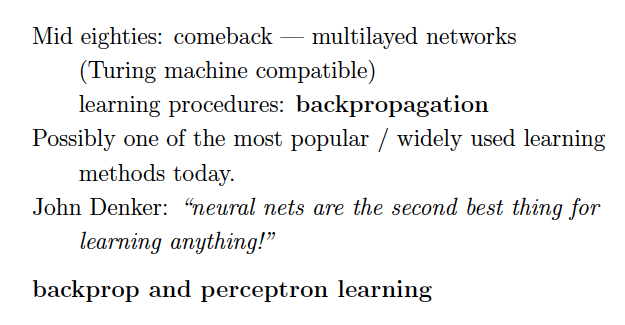 Mid eighties: comeback — multilayed networks
(Turing machine compatible)
learning procedures: backpropagation
Possibly one of the most popular / widely used learning
methods today.
John Denker: “neural nets are the second best thing for
learning anything!”
backprop and perceptron learning